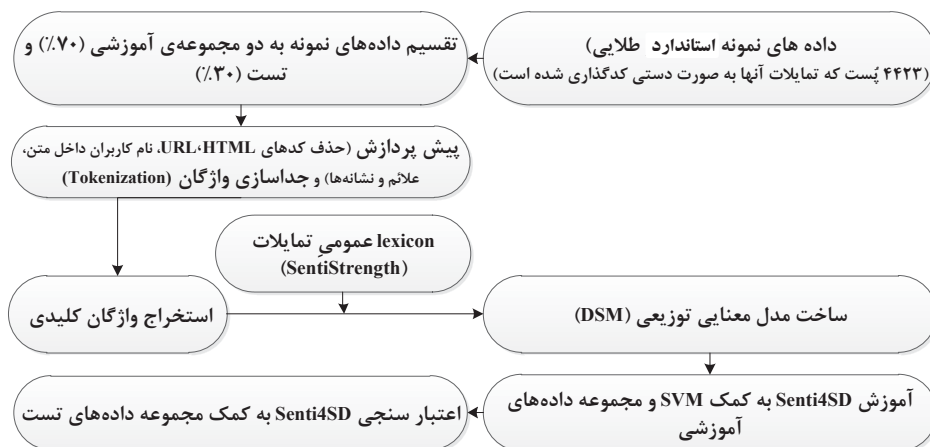 داده های نمونه استاندارد طلایی)
(۴۴۲۳ پُست که تمایلات آنها به صورت دستی کدگذاری شده است)
تقسیم داده‌های نمونه به دو مجموعه‌ی آموزشی (۷۰٪) و
تست (۳۰٪)
پیش پردازش (حذف کدهای URL،HTML، نام کاربران داخل متن،
علائم و نشانه‌ها) و جداسازی واژگان (Tokenization)
lexicon عمومیِ تمایلات
(SentiStrength)
استخراج واژگان کلیدی
ساخت مدل معنایی توزیعی (DSM)
آموزش Senti4SD به کمک SVM و مجموعه داده‌های
آموزشی
اعتبار سنجی Senti4SD به کمک مجموعه داده‌های تست